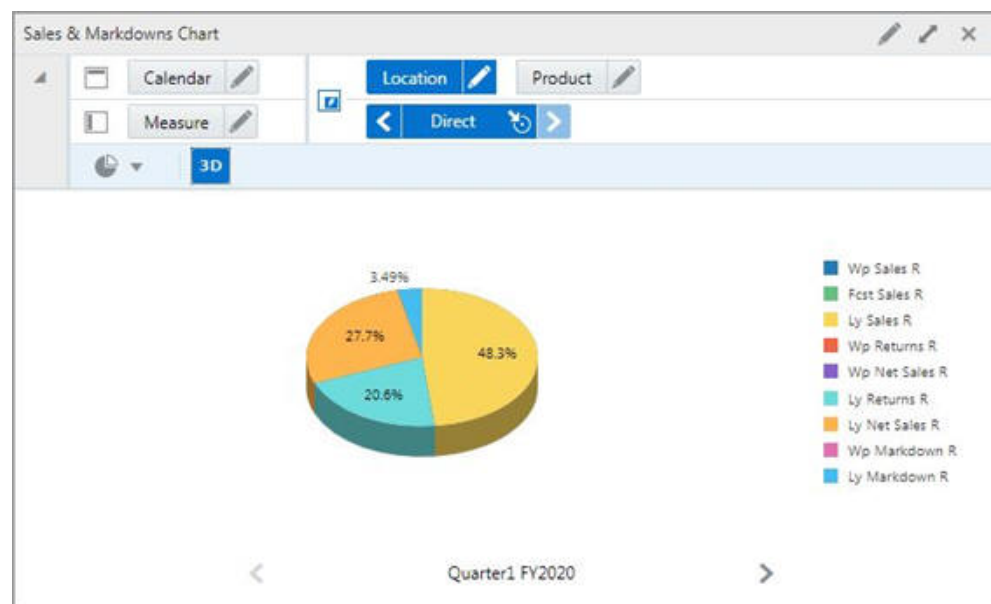 Sales & Markdowns Chart
Calendar
Location
Product
Measure
Direct
3D
3.49%
27.7%
48.3%
20.6%
Wp Sales R
Fcst Sales R
Ly Sales R
Wp Returns R
Wp Net Sales R
Ly Returns R
Ly Net Sales R
Wp Markdown R
Ly Markdown R
Quarter1 FY2020